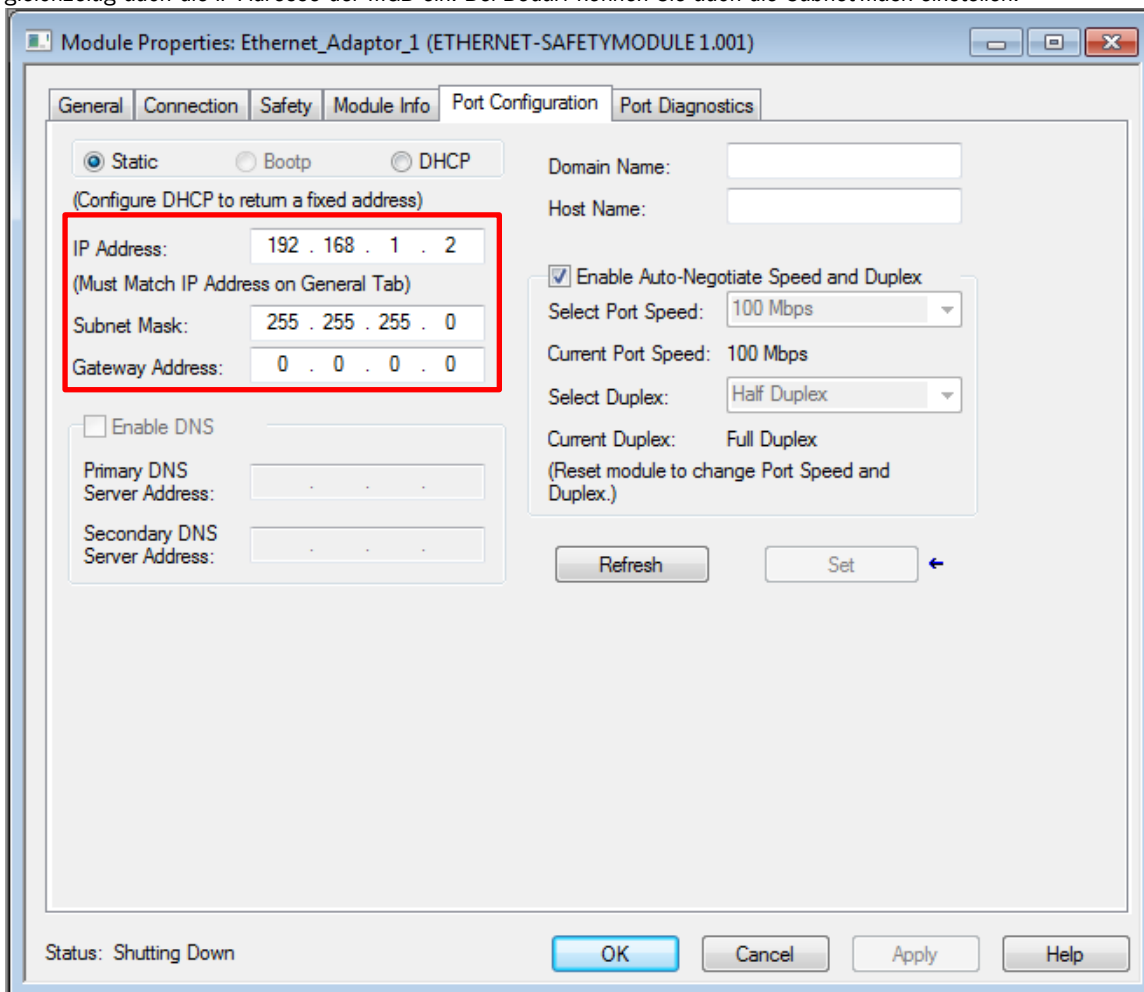 Module Properties: Ethernet_Adaptor_1 (ETHERNET-SAFETYMODULE 1.001)
General Connection Safety Module Info Port Configuration Port Diagnostics
Static Bootp DHCP
(Configure DHCP to return a fixed address)
IP Address: 192 . 168 . 1 . 2
(Must Match IP Address on General Tab)
Subnet Mask: 255 . 255 . 255 . 0
Gateway Address: 0 . 0 . 0 . 0
Enable DNS
Primary DNS
Server Address: . . .
Secondary DNS
Server Address: . . .
Domain Name:
Host Name:
Enable Auto-Negotiate Speed and Duplex
Select Port Speed: 100 Mbps
Current Port Speed: 100 Mbps
Select Duplex: Half Duplex
Current Duplex: Full Duplex
(Reset module to change Port Speed and
Duplex.)
Refresh Set
Status: Shutting Down OK Cancel Apply Help